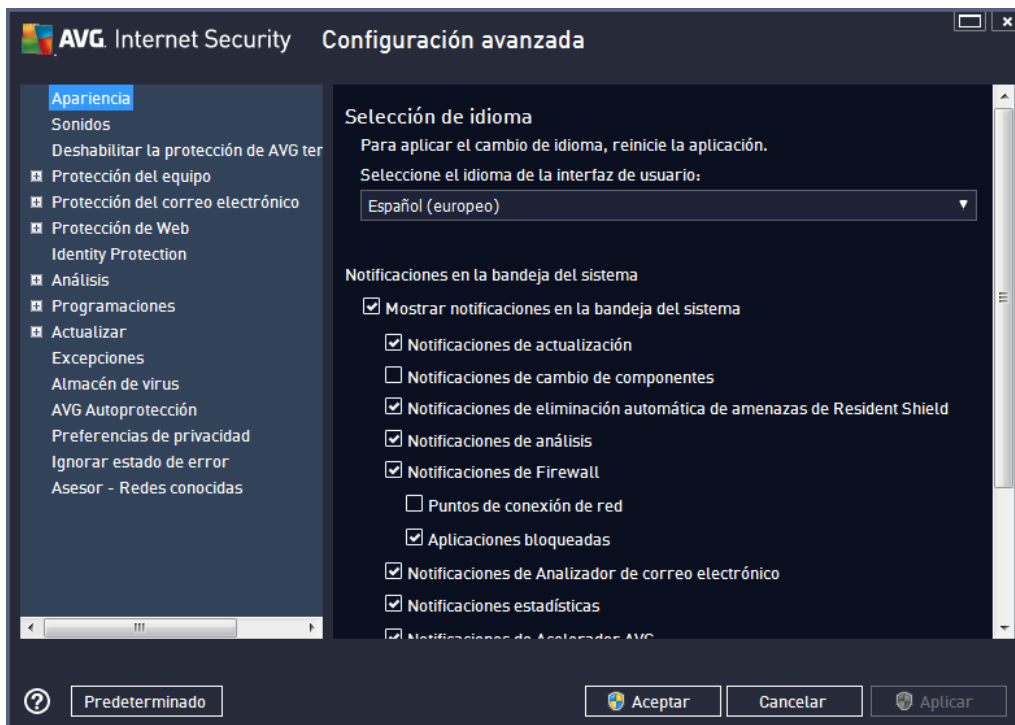 AVG. Internet Security
Configuración avanzada
Apariencia
Sonidos
Deshabilitar la protección de AVG ter
Protección del equipo
Protección del correo electrónico
Protección de Web
Identity Protection
Análisis
Programaciones
Actualizar
Excepciones
Almacén de virus
AVG Autoprotección
Preferencias de privacidad
Ignorar estado de error
Asesor - Redes conocidas
Selección de idioma
Para aplicar el cambio de idioma, reinicie la aplicación.
Seleccione el idioma de la interfaz de usuario:
Español (europeo)
Notificaciones en la bandeja del sistema
Mostrar notificaciones en la bandeja del sistema
Notificaciones de actualización
Notificaciones de cambio de componentes
Notificaciones de eliminación automática de amenazas de Resident Shield
Notificaciones de análisis
Notificaciones de Firewall
Puntos de conexión de red
Aplicaciones bloqueadas
Notificaciones de Analizador de correo electrónico
Notificaciones estadísticas
Notificaciones de Acelerador AVG
Predeterminado
Aceptar
Cancelar
Aplicar